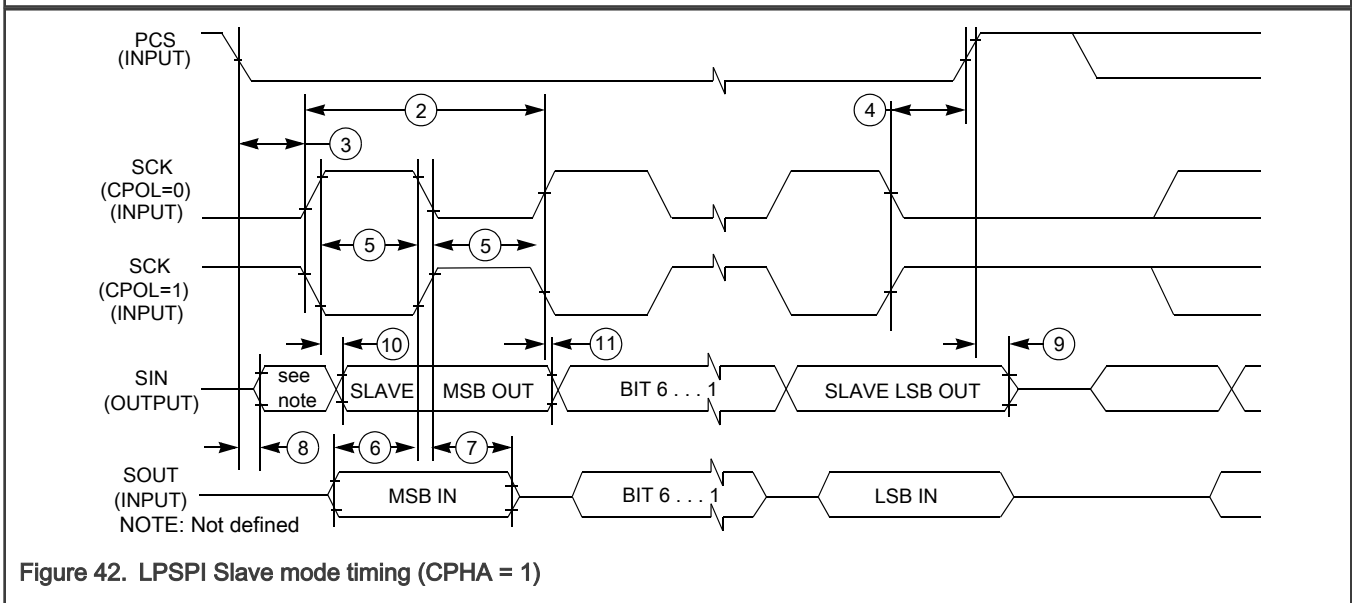 PCS
(INPUT)
2
4
3
SCK
(CPOL=0)
(INPUT)
5
5
SCK
(CPOL=1)
(INPUT)
10
11
9
SIN
(OUTPUT)
see
note
SLAVE
MSB OUT
BIT 6 . . . 1
SLAVE LSB OUT
8
6
7
SOUT
(INPUT)
MSB IN
BIT 6 . . . 1
LSB IN
NOTE: Not defined
Figure 42. LPSPI Slave mode timing (CPHA = 1)